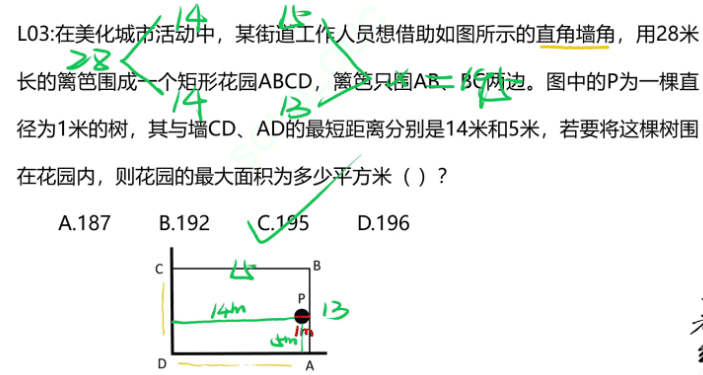 14 15
L03:在美化城市活动中，某街道工作人员想借助如图所示的直角墙角，用28米
28
长的篱笆围成一个矩形花园ABCD，篱笆只围AB、BC两边。图中的P为一棵直
14 13 = 195
径为1米的树，其与墙CD、AD的最短距离分别是14米和5米，若要将这棵树围
在花园内，则花园的最大面积为多少平方米（ ）？
A.187 B.192 C.195 D.196
C 15 B
P
14m 13
1m
5m
D A